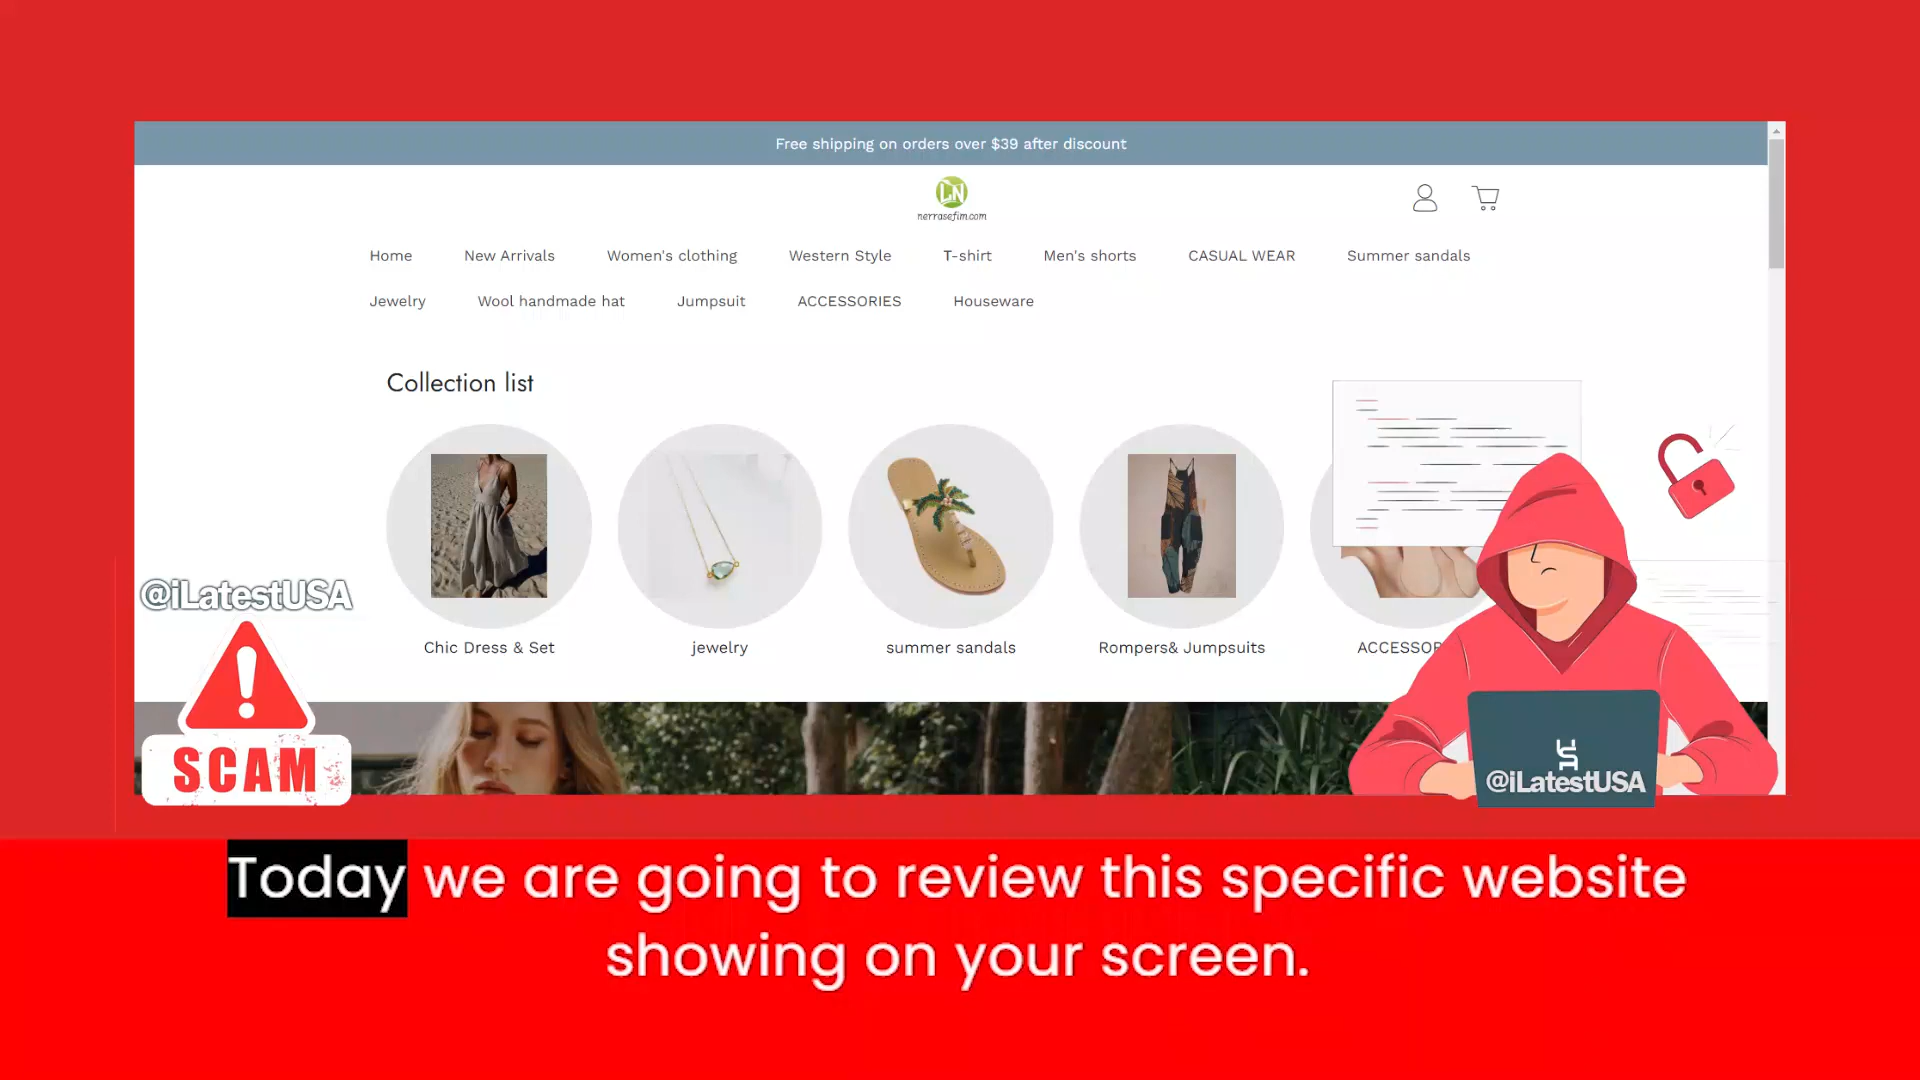 Free shipping on orders over $39 after discount
LN
nerrasefim.com
Home New Arrivals Women's clothing Western Style T-shirt Men's shorts CASUAL WEAR Summer sandals
Jewelry Wool handmade hat Jumpsuit ACCESSORIES Houseware
Collection list
Chic Dress & Set jewelry summer sandals Rompers& Jumpsuits ACCESSOR
@iLatestUSA
SCAM
@iLatestUSA
Today we are going to review this specific website
showing on your screen.